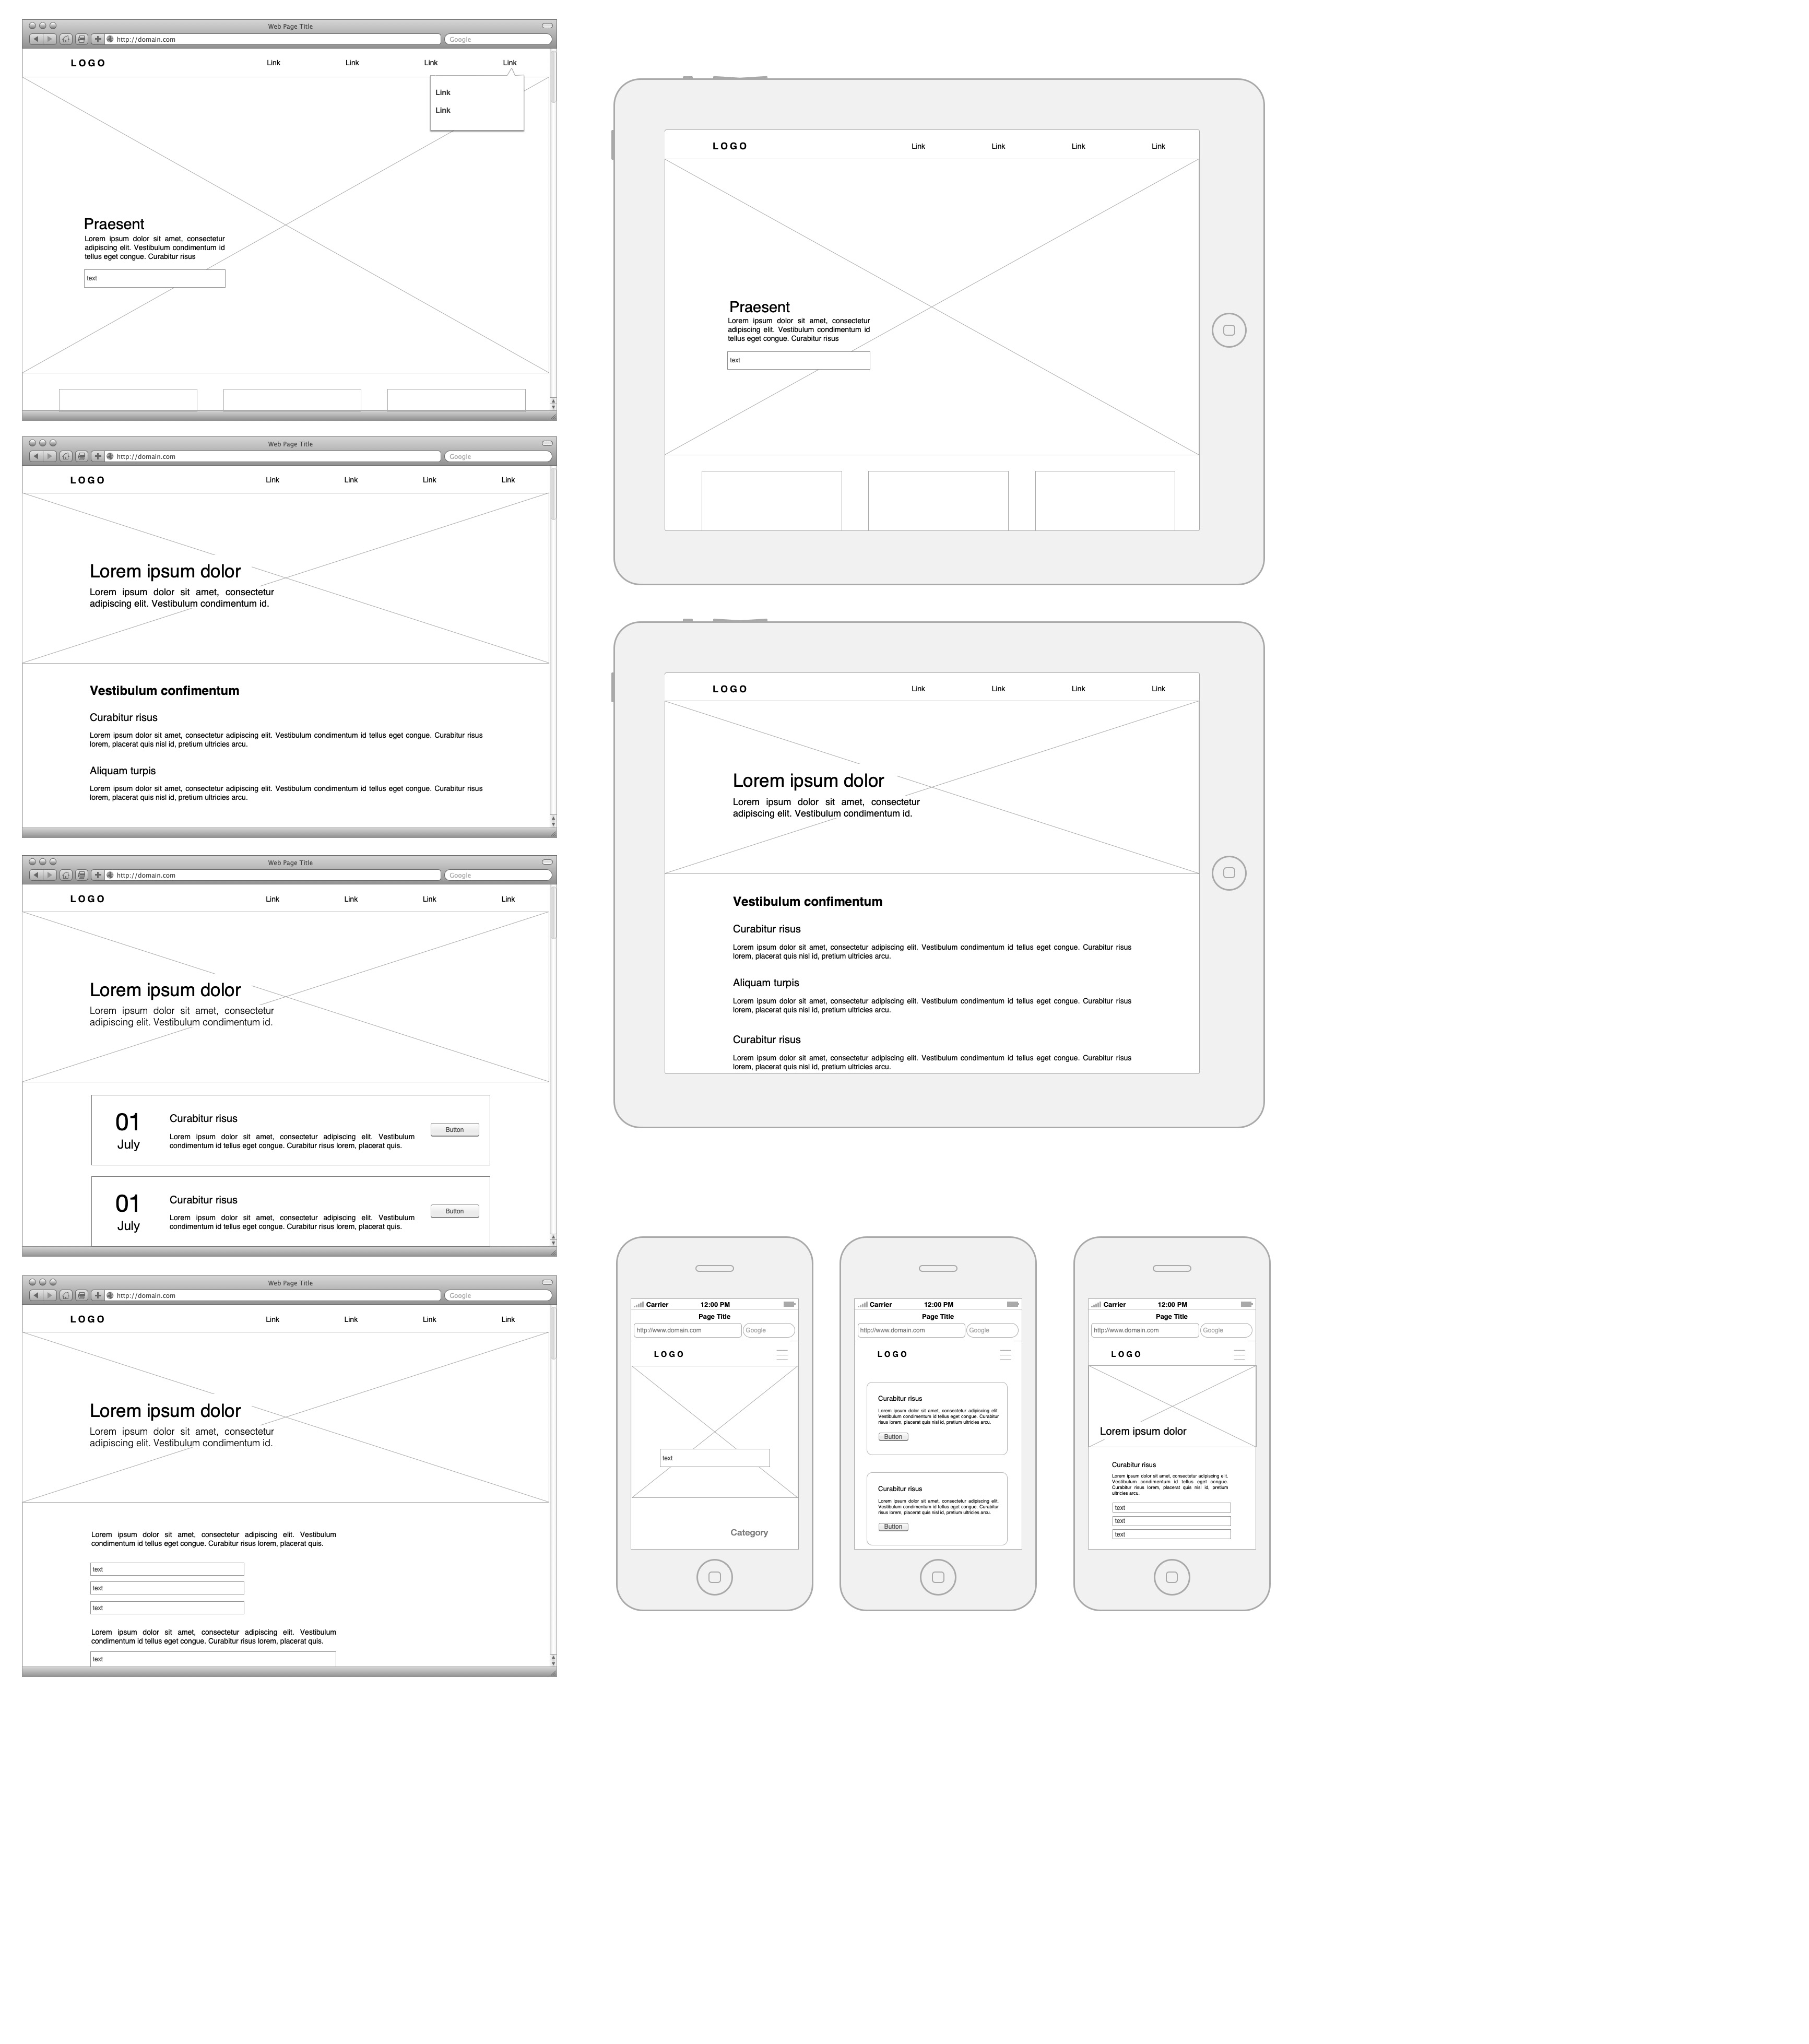 Web Page Title
http://domain.com
Google
LOGO
Link
Link
Link
Link
Link
Link
Praesent
Lorem ipsum dolor sit amet, consectetur
adipiscing elit. Vestibulum condimentum id
tellus eget congue. Curabitur risus
text
Web Page Title
http://domain.com
Google
LOGO
Link
Link
Link
Link
Lorem ipsum dolor
Lorem ipsum dolor sit amet, consectetur
adipiscing elit. Vestibulum condimentum id.
Vestibulum confimentum
Curabitur risus
Lorem ipsum dolor sit amet, consectetur adipiscing elit. Vestibulum condimentum id tellus eget congue. Curabitur risus
lorem, placerat quis nisl id, pretium ultricies arcu.
Aliquam turpis
Lorem ipsum dolor sit amet, consectetur adipiscing elit. Vestibulum condimentum id tellus eget congue. Curabitur risus
lorem, placerat quis nisl id, pretium ultricies arcu.
Web Page Title
http://domain.com
Google
LOGO
Link
Link
Link
Link
Lorem ipsum dolor
Lorem ipsum dolor sit amet, consectetur
adipiscing elit. Vestibulum condimentum id.
01
July
Curabitur risus
Lorem ipsum dolor sit amet, consectetur adipiscing elit. Vestibulum
condimentum id tellus eget congue. Curabitur risus lorem, placerat quis.
Button
01
July
Curabitur risus
Lorem ipsum dolor sit amet, consectetur adipiscing elit. Vestibulum
condimentum id tellus eget congue. Curabitur risus lorem, placerat quis.
Button
Web Page Title
http://domain.com
Google
LOGO
Link
Link
Link
Link
Lorem ipsum dolor
Lorem ipsum dolor sit amet, consectetur
adipiscing elit. Vestibulum condimentum id.
Lorem ipsum dolor sit amet, consectetur adipiscing elit. Vestibulum
condimentum id tellus eget congue. Curabitur risus lorem, placerat quis.
text
text
text
Lorem ipsum dolor sit amet, consectetur adipiscing elit. Vestibulum
condimentum id tellus eget congue. Curabitur risus lorem, placerat quis.
text
LOGO
Link
Link
Link
Link
Praesent
Lorem ipsum dolor sit amet, consectetur
adipiscing elit. Vestibulum condimentum id
tellus eget congue. Curabitur risus
text
LOGO
Link
Link
Link
Link
Lorem ipsum dolor
Lorem ipsum dolor sit amet, consectetur
adipiscing elit. Vestibulum condimentum id.
Vestibulum confimentum
Curabitur risus
Lorem ipsum dolor sit amet, consectetur adipiscing elit. Vestibulum condimentum id tellus eget congue. Curabitur risus
lorem, placerat quis nisl id, pretium ultricies arcu.
Aliquam turpis
Lorem ipsum dolor sit amet, consectetur adipiscing elit. Vestibulum condimentum id tellus eget congue. Curabitur risus
lorem, placerat quis nisl id, pretium ultricies arcu.
Curabitur risus
Lorem ipsum dolor sit amet, consectetur adipiscing elit. Vestibulum condimentum id tellus eget congue. Curabitur risus
lorem, placerat quis nisl id, pretium ultricies arcu.
Carrier 12:00 PM
Page Title
http://www.domain.com
Google
LOGO
text
Category
Carrier 12:00 PM
Page Title
http://www.domain.com
Google
LOGO
Curabitur risus
Lorem ipsum dolor sit amet, consectetur adipiscing elit.
Vestibulum condimentum id tellus eget congue. Curabitur
risus lorem, placerat quis nisl id, pretium ultricies arcu.
Button
Curabitur risus
Lorem ipsum dolor sit amet, consectetur adipiscing elit.
Vestibulum condimentum id tellus eget congue. Curabitur
risus lorem, placerat quis nisl id, pretium ultricies arcu.
Button
Carrier 12:00 PM
Page Title
http://www.domain.com
Google
LOGO
Lorem ipsum dolor
Curabitur risus
Lorem ipsum dolor sit amet, consectetur adipiscing elit.
Vestibulum condimentum id tellus eget congue.
Curabitur risus lorem, placerat quis nisl id, pretium
ultricies arcu.
text
text
text